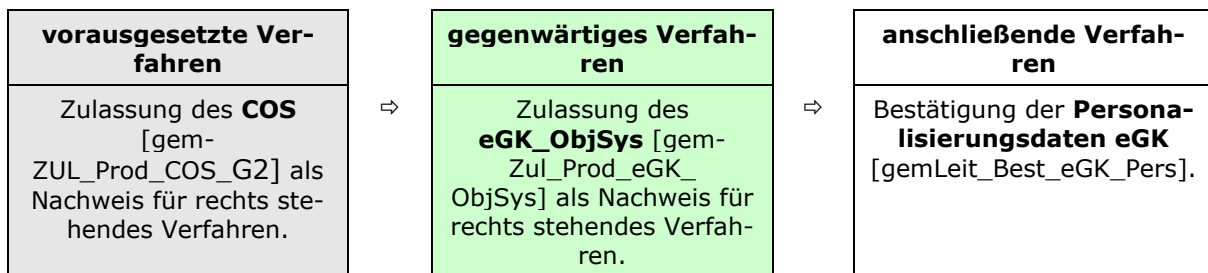 vorausgesetzte Ver-
fahren
Zulassung des COS
[gem-
ZUL_Prod_COS_G2] als
Nachweis für rechts ste-
hendes Verfahren.
⇨
gegenwärtiges Verfah-
ren
Zulassung des
eGK_ObjSys [gem-
Zul_Prod_eGK_
ObjSys] als Nachweis für
rechts stehendes Verfah-
ren.
⇨
anschließende Verfah-
ren
Bestätigung der Persona-
lisierungsdaten eGK
[gemLeit_Best_eGK_Pers].